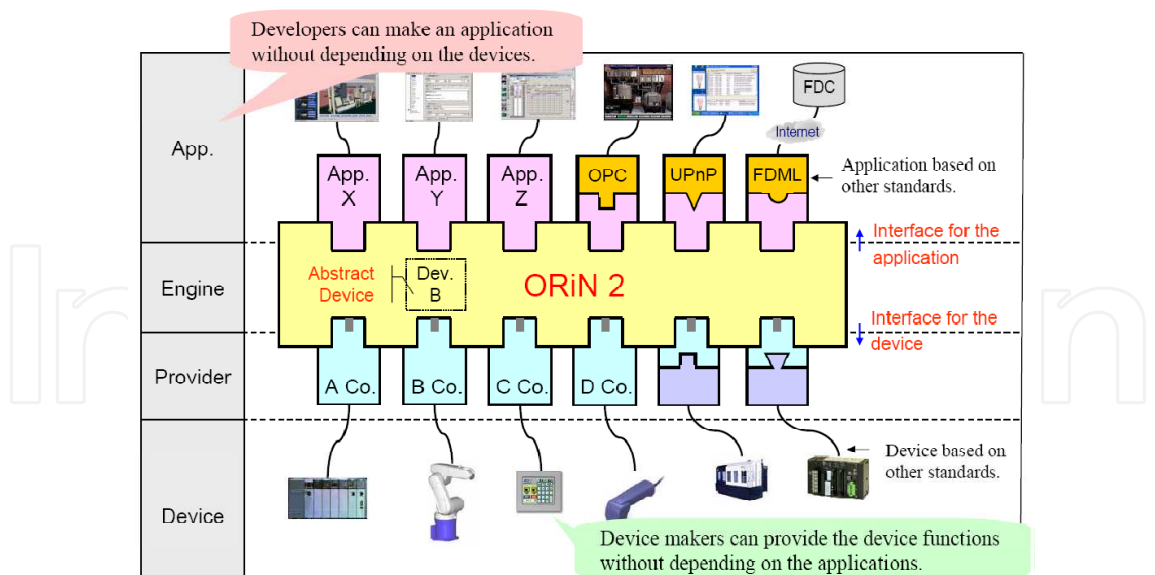 Developers can make an application
without depending on the devices.
FDC
Internet
App.
App.
X
App.
Y
App.
Z
OPC
UPnP
FDML
Application based on
other standards.
Interface for the
application
Engine
Abstract
Device
Dev.
B
ORiN 2
Interface for the
device
Provider
A Co.
B Co.
C Co.
D Co.
Device based on
other standards.
Device
Device makers can provide the device functions
without depending on the applications.